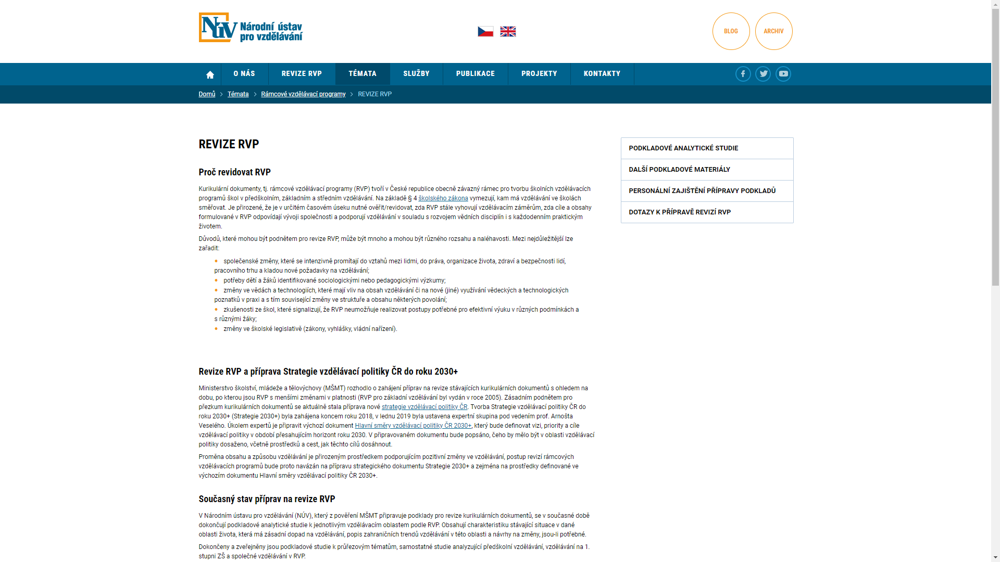 NÚV Národní ústav
pro vzdělávání
BLOG
ARCHIV
O NÁS
REVIZE RVP
TÉMATA
SLUŽBY
PUBLIKACE
PROJEKTY
KONTAKTY
Domů > Témata > Rámcové vzdělávací programy > REVIZE RVP
REVIZE RVP
Proč revidovat RVP
Kurikulární dokumenty, tj. rámcové vzdělávací programy (RVP) tvoří v České republice obecně závazný rámec pro tvorbu školních vzdělávacích
programů škol v předškolním, základním a středním vzdělávání. Na základě § 4 školského zákona vymezují, kam má vzdělávání ve školách
směřovat. Je přirozené, že je v určitém časovém úseku nutné ověřit/revidovat, zda RVP stále vyhovují vzdělávacím záměrům, zda cíle a obsahy
formulované v RVP odpovídají vývoji společnosti a podporují vzdělávání v souladu s rozvojem vědních disciplín i s každodenním praktickým
životem.
Důvodů, které mohou být podnětem pro revize RVP, může být mnoho a mohou být různého rozsahu a naléhavosti. Mezi nejdůležitější lze
zařadit:
• společenské změny, které se intenzivně promítají do vztahů mezi lidmi, do práva, organizace života, zdraví a bezpečnosti lidí,
pracovního trhu a kladou nové požadavky na vzdělávání;
• potřeby dětí a žáků identifikované sociologickými nebo pedagogickými výzkumy;
• změny ve vědách a technologiích, které mají vliv na obsah vzdělávání či na nové (jiné) využívání vědeckých a technologických
poznatků v praxi a s tím související změny ve struktuře a obsahu některých povolání;
• zkušenosti ze škol, které signalizují, že RVP neumožňuje realizovat postupy potřebné pro efektivní výuku v různých podmínkách a
s různými žáky;
• změny ve školské legislativě (zákony, vyhlášky, vládní nařízení).
Revize RVP a příprava Strategie vzdělávací politiky ČR do roku 2030+
Ministerstvo školství, mládeže a tělovýchovy (MŠMT) rozhodlo o zahájení příprav na revize stávajících kurikulárních dokumentů s ohledem na
dobu, po kterou jsou RVP s menšími změnami v platnosti (RVP pro základní vzdělávání byl vydán v roce 2005). Zásadním podnětem pro
přezkum kurikulárních dokumentů se aktuálně stala příprava nové strategie vzdělávací politiky ČR. Tvorba Strategie vzdělávací politiky ČR do
roku 2030+ (Strategie 2030+) byla zahájena koncem roku 2018, v lednu 2019 byla ustavena expertní skupina pod vedením prof. Arnošta
Veselého. Úkolem expertů je připravit výchozí dokument Hlavní směry vzdělávací politiky ČR 2030+, který bude definovat vizi, priority a cíle
vzdělávací politiky v období přesahujícím horizont roku 2030. V připravovaném dokumentu bude popsáno, čeho by mělo být v oblasti vzdělávací
politiky dosaženo, včetně prostředků a cest, jak těchto cílů dosáhnout.
Proměna obsahu a způsobu vzdělávání je přirozeným prostředkem podporujícím pozitivní změny ve vzdělávání, postup revizí rámcových
vzdělávacích programů bude proto navázán na přípravu strategického dokumentu Strategie 2030+ a zejména na prostředky definované ve
výchozím dokumentu Hlavní směry vzdělávací politiky ČR 2030+.
Současný stav příprav na revize RVP
V Národním ústavu pro vzdělávání (NÚV), který z pověření MŠMT připravuje podklady pro revize kurikulárních dokumentů, se v současné době
dokončují podkladové analytické studie k jednotlivým vzdělávacím oblastem podle RVP. Obsahují charakteristiku stávající situace v dané
oblasti života, která má zásadní dopad na vzdělávání, popis zahraničních trendů vzdělávání v této oblasti a návrhy na změny, jsou-li potřebné.
Dokončeny a zveřejněny jsou podkladové studie k průřezovým tématům, samostatné studie analyzující předškolní vzdělávání, vzdělávání na 1.
stupni ZŠ a společné vzdělávání v RVP.
PODKLADOVÉ ANALYTICKÉ STUDIE
DALŠÍ PODKLADOVÉ MATERIÁLY
PERSONÁLNÍ ZAJIŠTĚNÍ PŘÍPRAVY PODKLADŮ
DOTAZY K PŘÍPRAVĚ REVIZÍ RVP